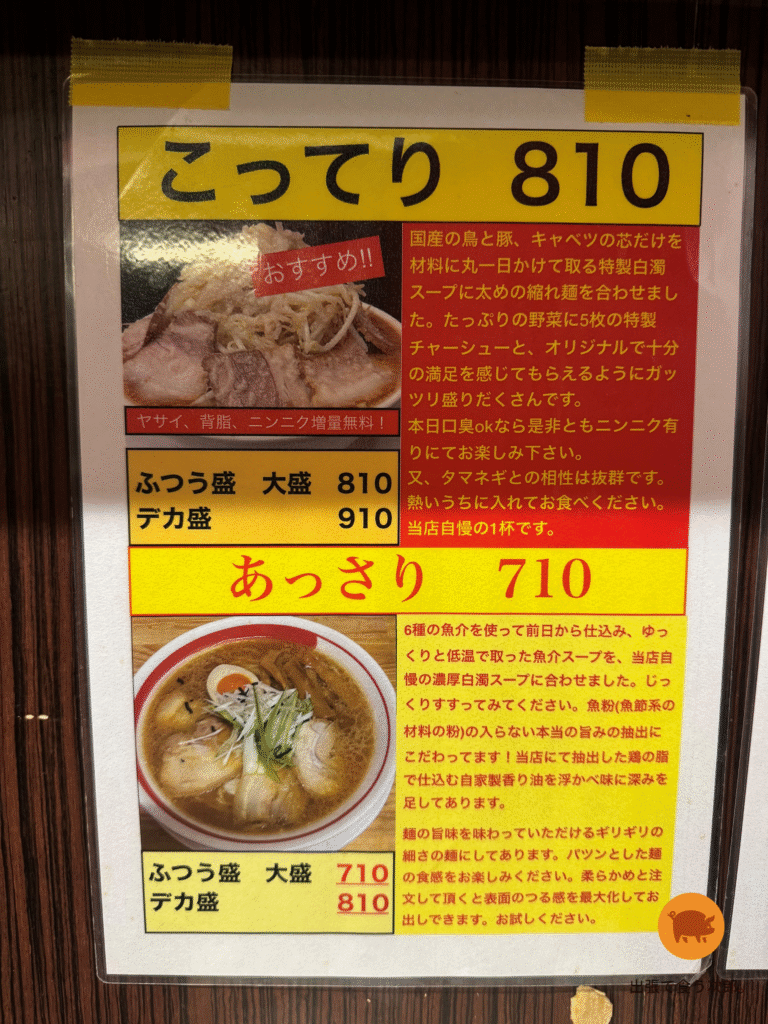 こってり 810
おすすめ!!
ヤサイ、背脂、ニンニク増量無料！
国産の鳥と豚、キャベツの芯だけを
材料に丸一日かけて取る特製白濁
スープに太めの縮れ麺を合わせまし
た。たっぷりの野菜に5枚の特製
チャーシューと、オリジナルで十分
の満足を感じてもらえるようにガッ
ツリ盛りだくさんです。
本日口臭okなら是非ともニンニク有
りにてお楽しみ下さい。
又、タマネギとの相性は抜群です。
熱いうちに入れてお食べください。
当店自慢の1杯です。
ふつう盛 大盛 810
デカ盛 910
あっさり 710
6種の魚介を使って前日から仕込み、ゆっ
くりと低温で取った魚介スープを、当店自
慢の濃厚白濁スープに合わせました。じっ
くりすすってみてください。魚粉(魚節系の
材料の粉)の入らない本当の旨みの抽出に
こだわってます！当店にて抽出した鶏の脂
で仕込む自家製香り油を浮かべ味に深みを
足してあります。
麺の旨味を味わっていただけるギリギリの
細さの麺にしてあります。パツンとした麺
の食感をお楽しみください。柔らかめと注
文して頂くと表面のつる感を最大化してお
出しできます。お試しください。
ふつう盛 大盛 710
デカ盛 810
出張で食う